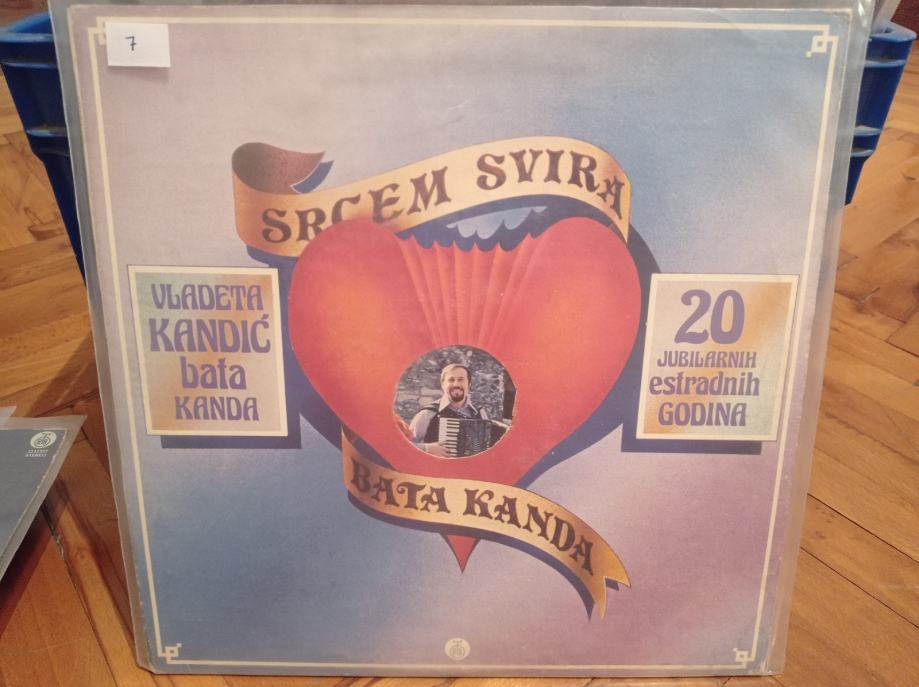 7
SRCEM SVIRA
VLADETA
KANDIĆ
bata
KANDA
20
JUBILARNIH
estradnih
GODINA
BATA KANDA